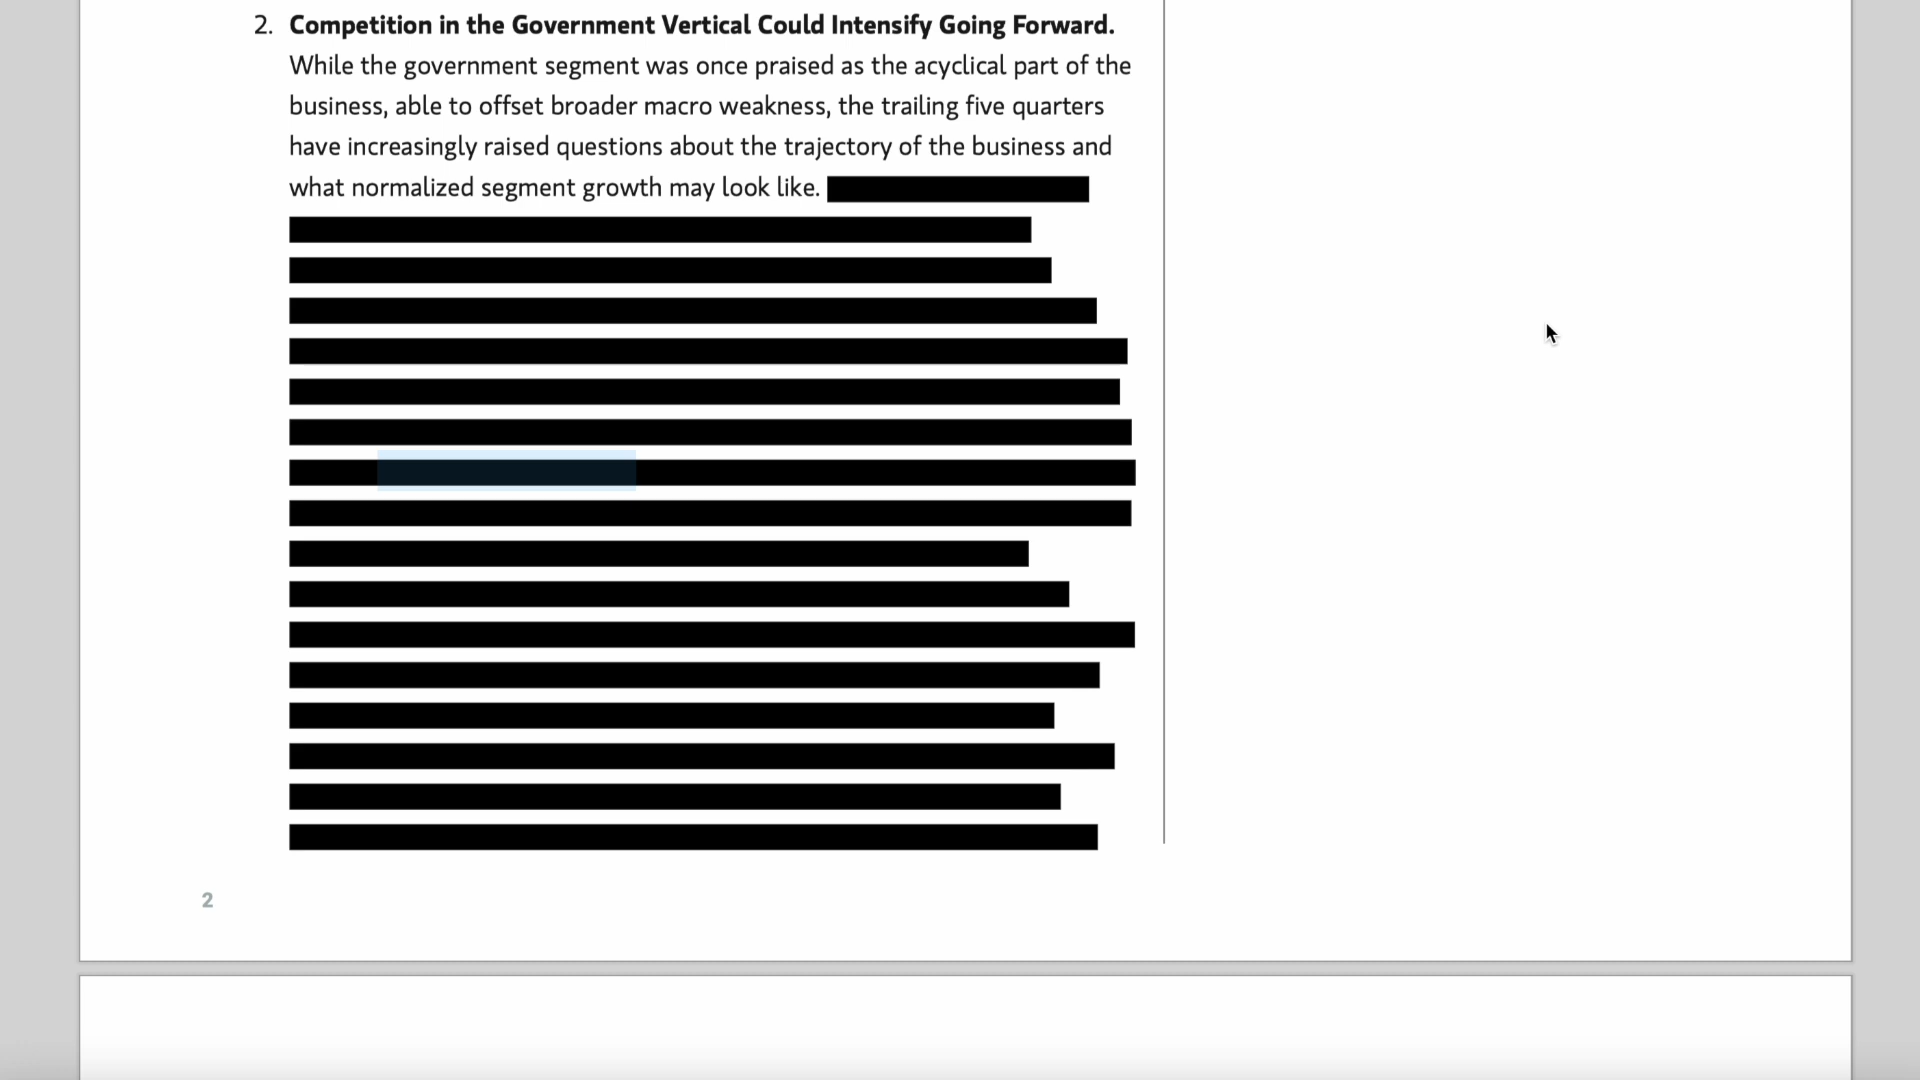 2. Competition in the Government Vertical Could Intensify Going Forward.
While the government segment was once praised as the acyclical part of the
business, able to offset broader macro weakness, the trailing five quarters
have increasingly raised questions about the trajectory of the business and
what normalized segment growth may look like.
2